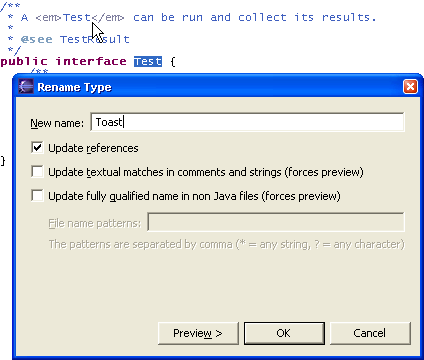 /**
* A <em>Test</em> can be run and collect its results.
*
* @see TestResult
*/
public interface Test {
/**
}
Rename Type
New name: Toast
Update references
Update textual matches in comments and strings (forces preview)
Update fully qualified name in non Java files (forces preview)
File name patterns:
The patterns are separated by comma (* = any string, ? = any character)
Preview > OK Cancel